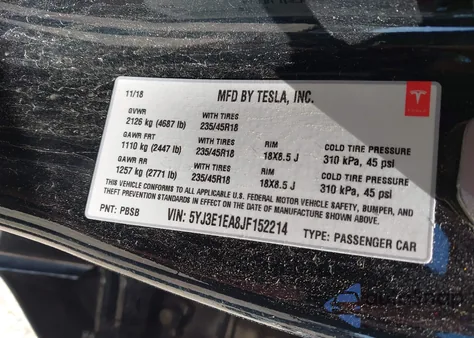 11/18 MFD BY TESLA, INC.
GVWR WITH TIRES
2126 kg (4687 lb) 235/45R18
GAWR FRT WITH TIRES RIM COLD TIRE PRESSURE
1110 kg (2447 lb) 235/45R18 18X8.5 J 310 kPa, 45 psi
GAWR RR WITH TIRES RIM COLD TIRE PRESSURE
1257 kg (2771 lb) 235/45R18 18X8.5 J 310 kPa, 45 psi
THIS VEHICLE CONFORMS TO ALL APPLICABLE U.S. FEDERAL MOTOR VEHICLE SAFETY, BUMPER, AND
THEFT PREVENTION STANDARDS IN EFFECT ON THE DATE OF MANUFACTURE SHOWN ABOVE.
PNT: PBSB VIN: 5YJ3E1EA8JF152214 TYPE: PASSENGER CAR